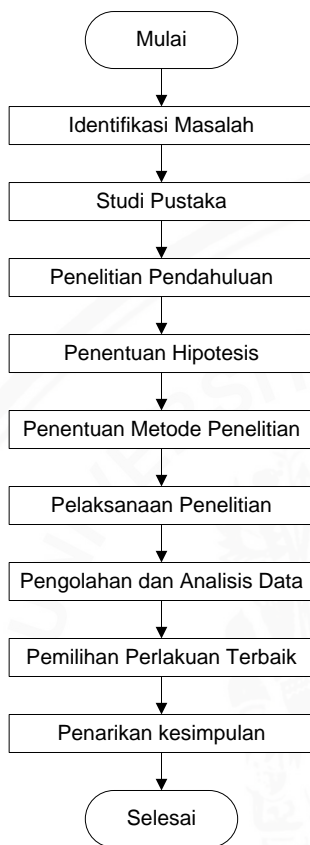 Mulai
Identifikasi Masalah
Studi Pustaka
Penelitian Pendahuluan
Penentuan Hipotesis
Penentuan Metode Penelitian
Pelaksanaan Penelitian
Pengolahan dan Analisis Data
Pemilihan Perlakuan Terbaik
Penarikan kesimpulan
Selesai